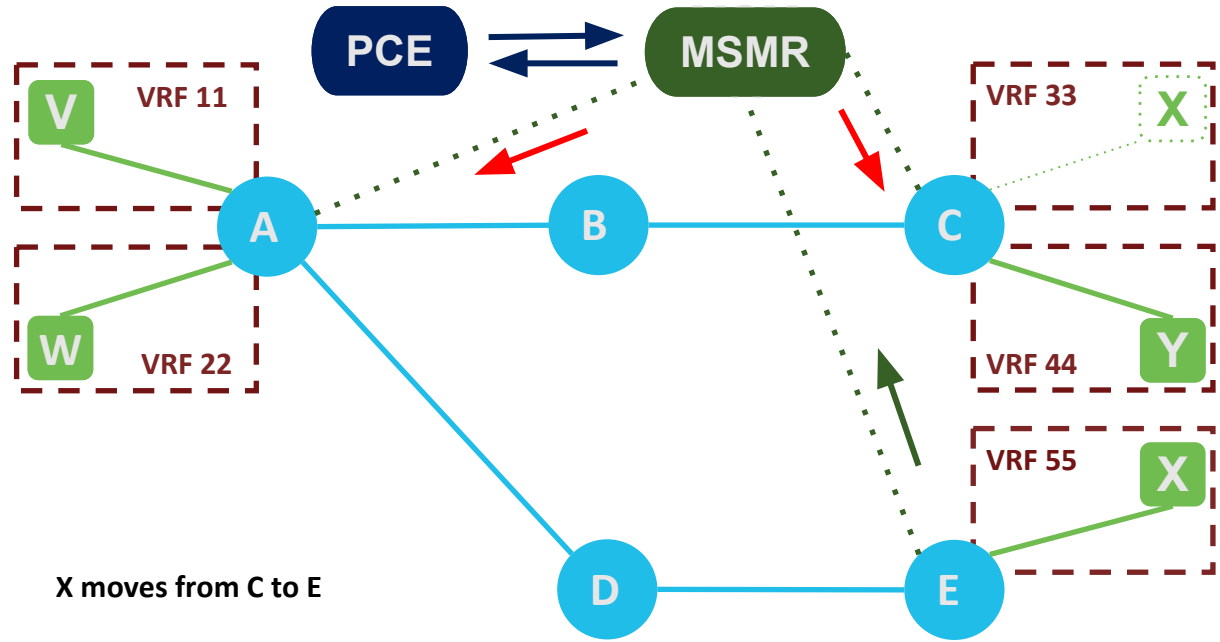 PCE
MSMR
VRF 11
V
VRF 33
X
A
B
C
W
VRF 22
VRF 44
Y
VRF 55
X
X moves from C to E
D
E